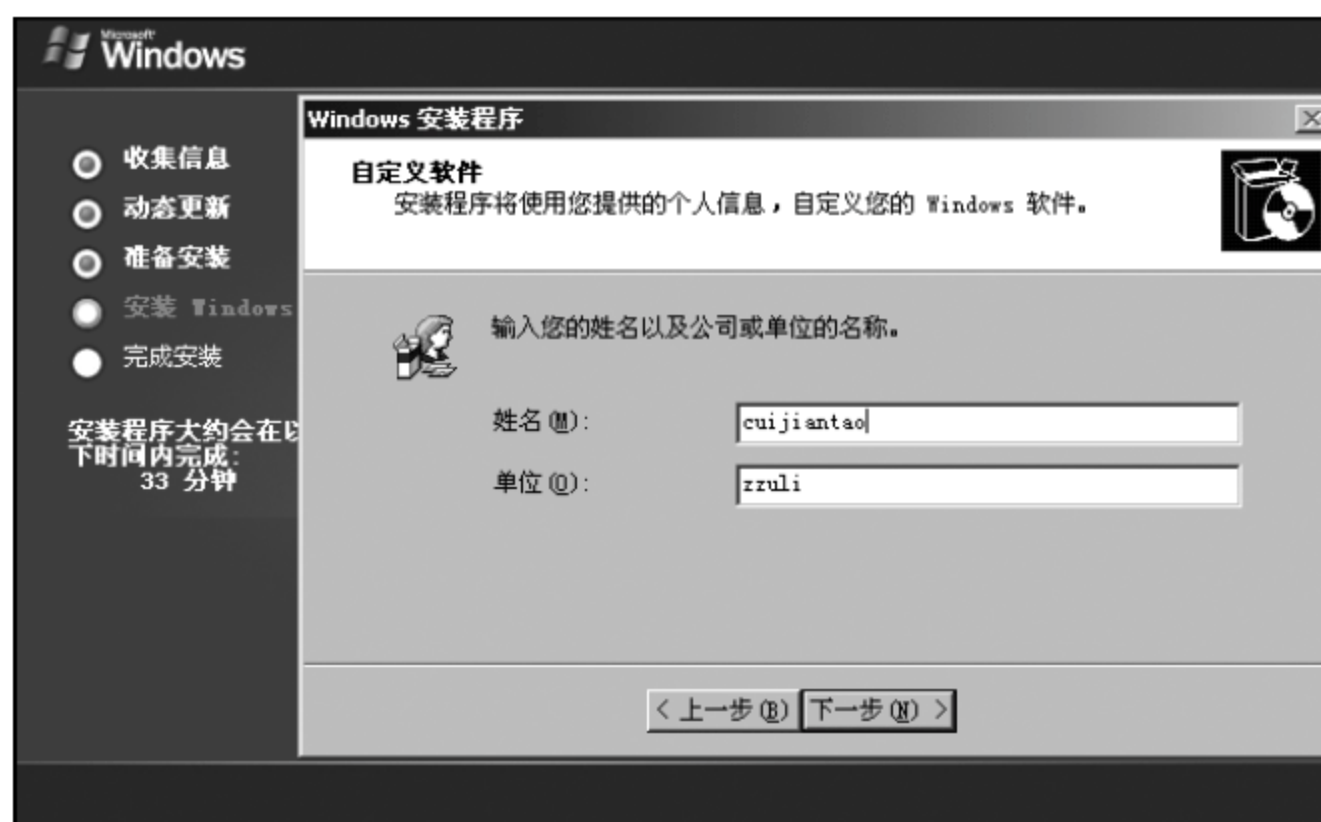 Microsoft
Windows
Windows 安装程序
收集信息
动态更新
准备安装
安装 Windows
完成安装
安装程序大约会在以
下时间内完成:
33 分钟
自定义软件
安装程序将使用您提供的个人信息,自定义您的 Windows 软件。
输入您的姓名以及公司或单位的名称。
姓名(M): cuijiantao
单位(O): zzuli
< 上一步(B) 下一步(N) >